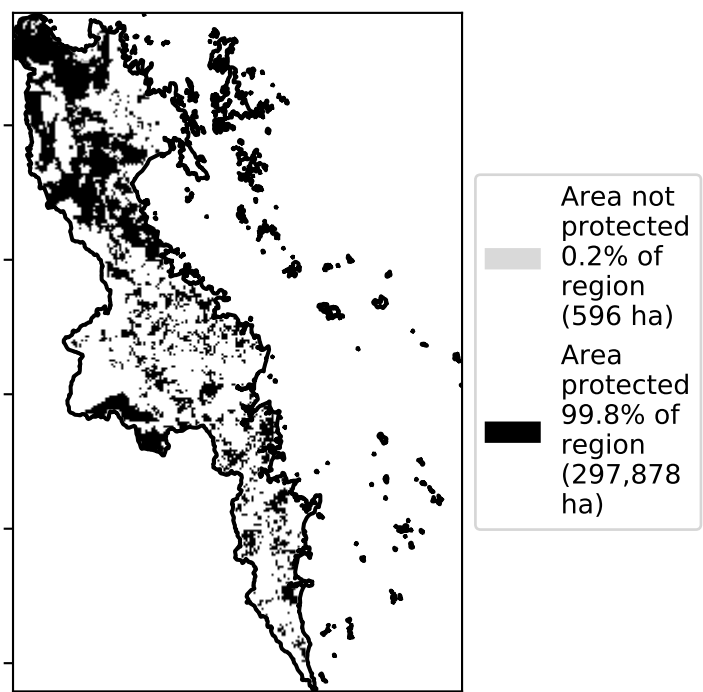 Area not
protected
0.2% of
region
(596 ha)
Area
protected
99.8% of
region
(297,878
ha)